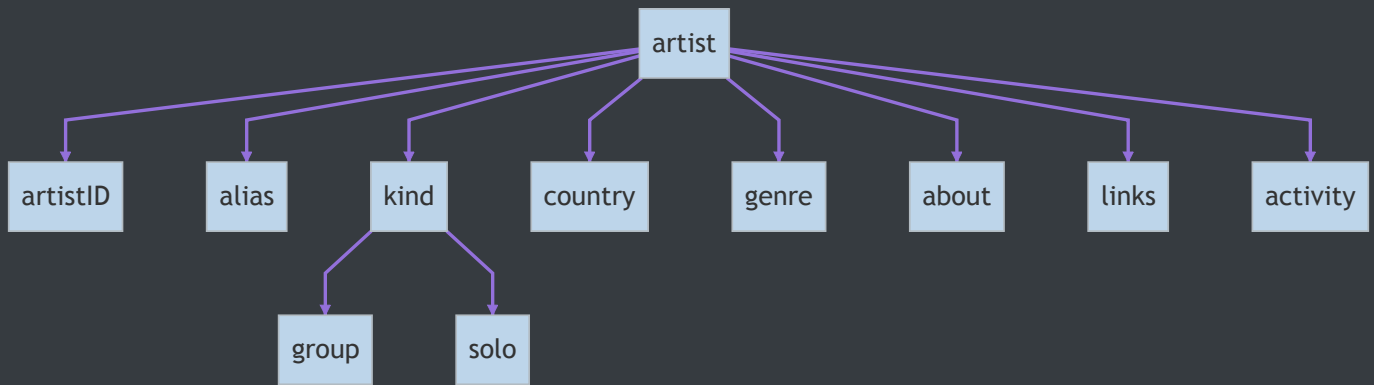 artist
artistID
alias
kind
country
genre
about
links
activity
group
solo